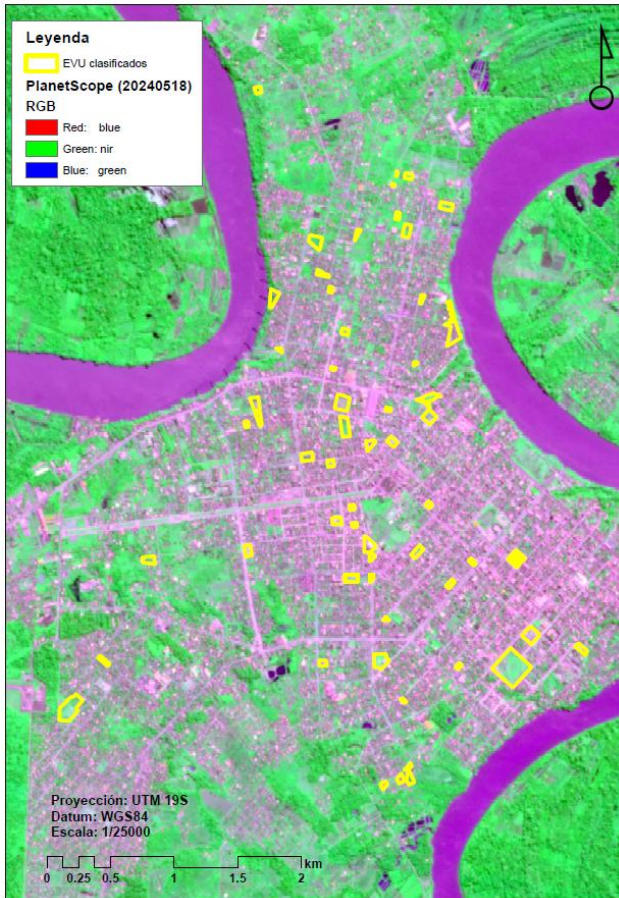 Leyenda
EVU clasificados
PlanetScope (20240518)
RGB
Red: blue
Green: nir
Blue: green
Proyección: UTM 19S
Datum: WGS84
Escala: 1/25000
km
0 0.25 0.5 1 1.5 2